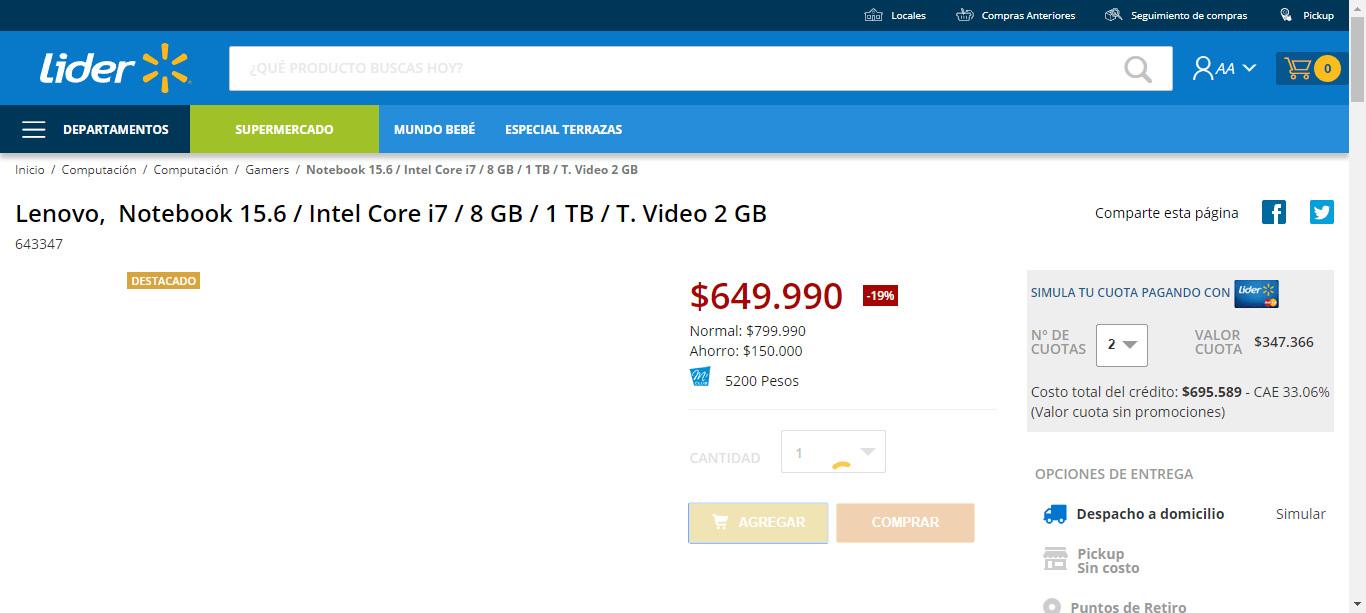 Locales Compras Anteriores Seguimiento de compras Pickup
Lider ¿QUÉ PRODUCTO BUSCAS HOY? AA 0
DEPARTAMENTOS SUPERMERCADO MUNDO BEBÉ ESPECIAL TERRAZAS
Inicio / Computación / Computación / Gamers / Notebook 15.6 / Intel Core i7 / 8 GB / 1 TB / T. Video 2 GB
Lenovo, Notebook 15.6 / Intel Core i7 / 8 GB / 1 TB / T. Video 2 GB
Comparte esta página
643347
DESTACADO
$649.990 -19%
Normal: $799.990
Ahorro: $150.000
Mi CLUB 5200 Pesos
CANTIDAD 1
AGREGAR COMPRAR
SIMULA TU CUOTA PAGANDO CON Lider
N° DE CUOTAS 2 VALOR CUOTA $347.366
Costo total del crédito: $695.589 - CAE 33.06%
(Valor cuota sin promociones)
OPCIONES DE ENTREGA
Despacho a domicilio Simular
Pickup
Sin costo
Puntos de Retiro